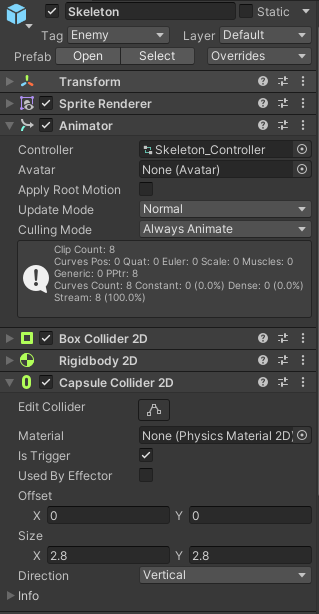 Skeleton Static
Tag Enemy Layer Default
Prefab Open Select Overrides
Transform
Sprite Renderer
Animator
Controller Skeleton_Controller
Avatar None (Avatar)
Apply Root Motion
Update Mode Normal
Culling Mode Always Animate
Clip Count: 8
Curves Pos: 0 Quat: 0 Euler: 0 Scale: 0 Muscles: 0
Generic: 0 PPtr: 8
Curves Count: 8 Constant: 0 (0.0%) Dense: 0 (0.0%)
Stream: 8 (100.0%)
Box Collider 2D
Rigidbody 2D
Capsule Collider 2D
Edit Collider
Material None (Physics Material 2D)
Is Trigger
Used By Effector
Offset
X 0 Y 0
Size
X 2.8 Y 2.8
Direction Vertical
Info